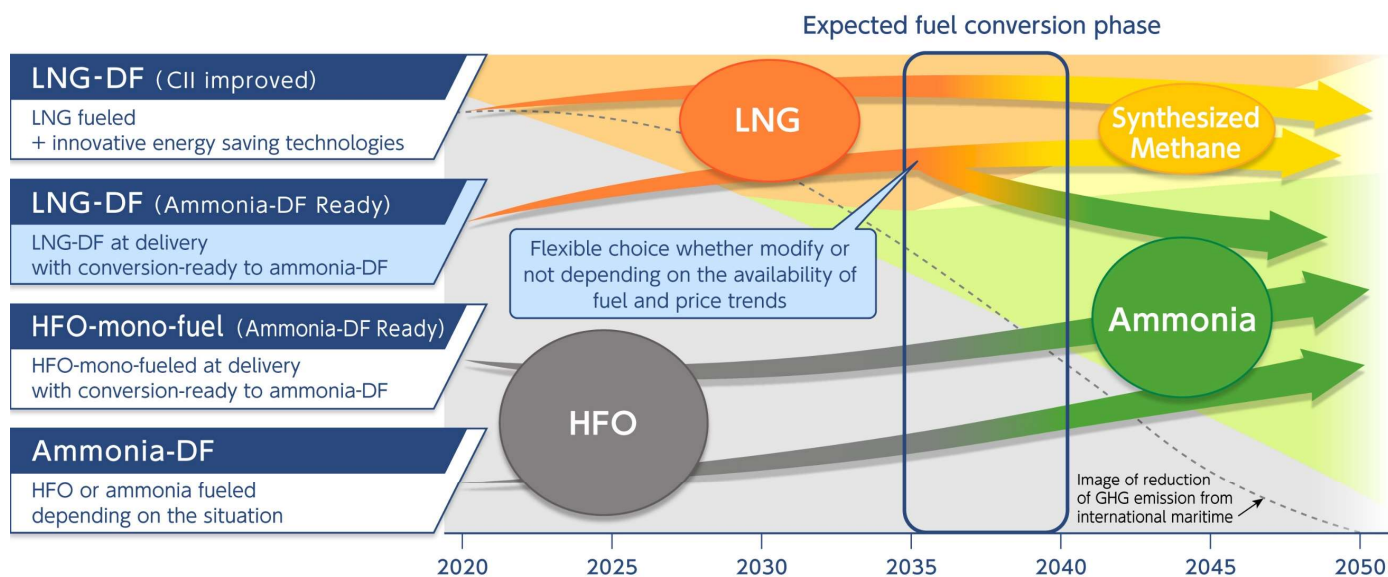 Expected fuel conversion phase
LNG-DF (CII improved)
LNG fueled
+ innovative energy saving technologies
LNG-DF (Ammonia-DF Ready)
LNG-DF at delivery
with conversion-ready to ammonia-DF
HFO-mono-fuel (Ammonia-DF Ready)
HFO-mono-fueled at delivery
with conversion-ready to ammonia-DF
Ammonia-DF
HFO or ammonia fueled
depending on the situation
LNG
Synthesized
Methane
Flexible choice whether modify or
not depending on the availability of
fuel and price trends
Ammonia
HFO
Image of reduction
of GHG emission from
international maritime
2020 2025 2030 2035 2040 2045 2050